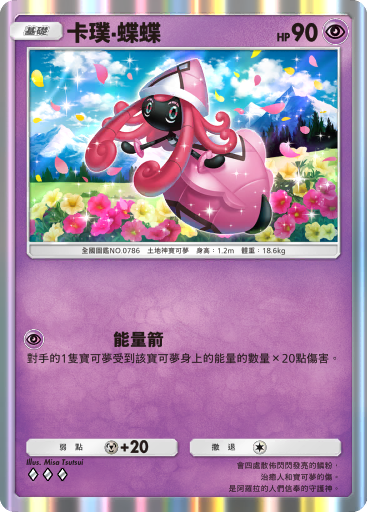 基礎 卡璞·蝶蝶 HP 90
全國圖鑑NO.0786 土地神寶可夢 身高：1.2m 體重：18.6kg
能量箭
對手的1隻寶可夢受到該寶可夢身上的能量的數量×20點傷害。
弱點 +20 撤退
Illus. Misa Tsutsui
會四處散佈閃閃發亮的鱗粉，
治癒人和寶可夢的傷。
是阿羅拉的人們信奉的守護神。